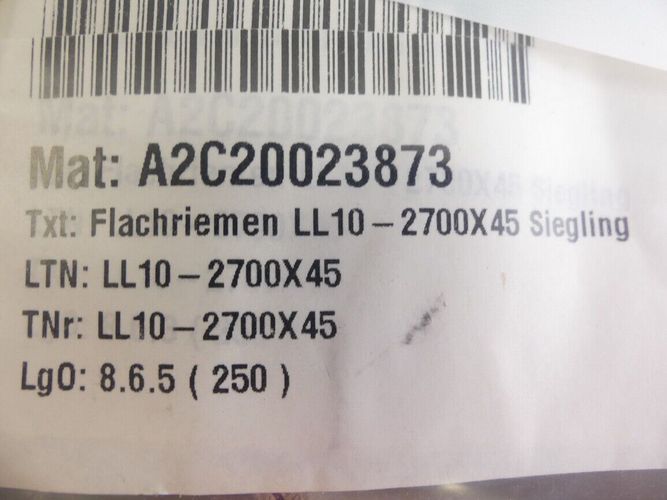 Mat: A2C20023873
Txt: Flachriemen LL10-2700X45 Siegling
LTN: LL10-2700X45
TNr: LL10-2700X45
LgO: 8.6.5 ( 250 )